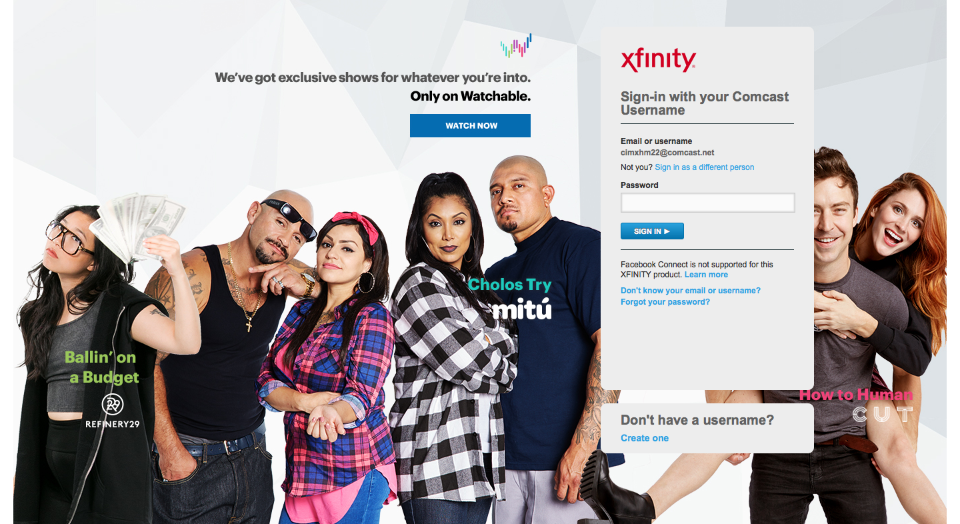 We've got exclusive shows for whatever you're into.
Only on Watchable.
WATCH NOW
Ballin' on
a Budget
29
REFINERY29
Cholos Try
mitú
How to Human
CUT
xfinity
Sign-in with your Comcast
Username
Email or username
cimxhm22@comcast.net
Not you? Sign in as a different person
Password
SIGN IN
Facebook Connect is not supported for this
XFINITY product. Learn more
Don't know your email or username?
Forgot your password?
Don't have a username?
Create one